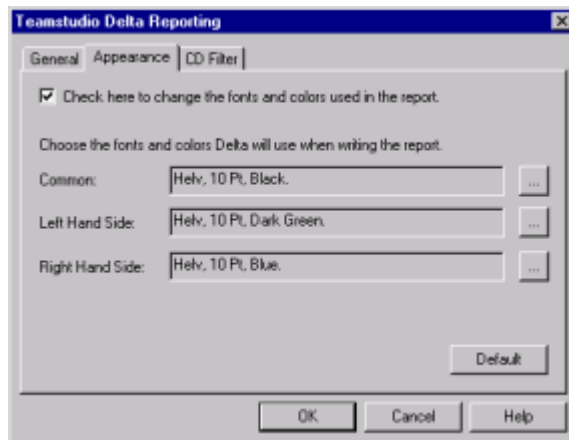 Teamstudio Delta Reporting
General Appearance CD Filter
Check here to change the fonts and colors used in the report.
Choose the fonts and colors Delta will use when writing the report.
Common: Helv, 10 Pt, Black. ...
Left Hand Side: Helv, 10 Pt, Dark Green. ...
Right Hand Side: Helv, 10 Pt, Blue. ...
Default
OK Cancel Help